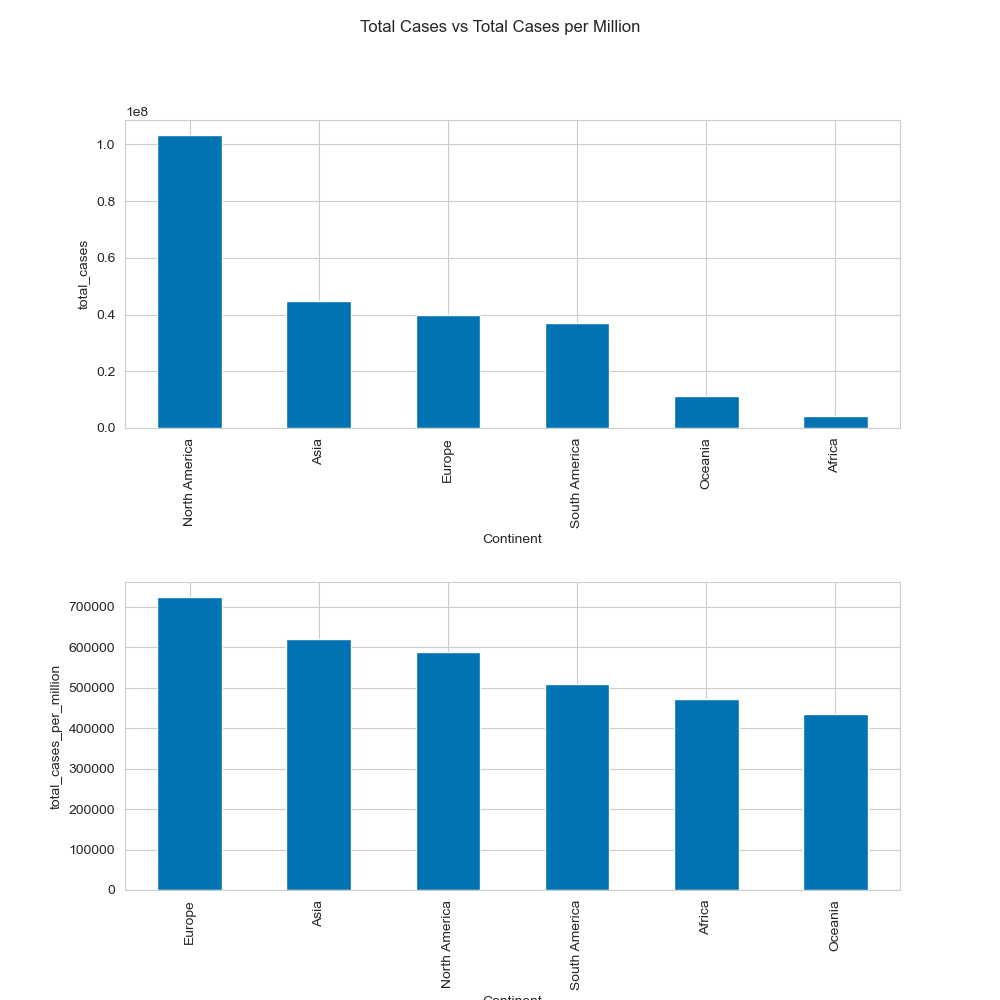 Total Cases vs Total Cases per Million
1e8
1.0
0.8
0.6
0.4
0.2
0.0
total_cases
North America
Asia
Europe
South America
Oceania
Africa
Continent
700000
600000
500000
400000
300000
200000
100000
0
total_cases_per_million
Europe
Asia
North America
South America
Africa
Oceania
Continent